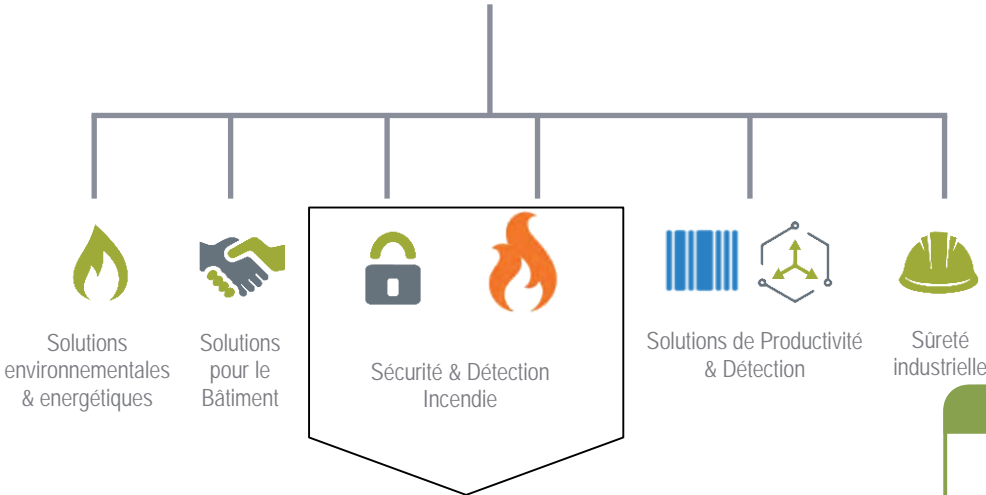 Solutions
environnementales
& energétiques
Solutions
pour le
Bâtiment
Sécurité & Détection
Incendie
Solutions de Productivité
& Détection
Sûreté
industrielle